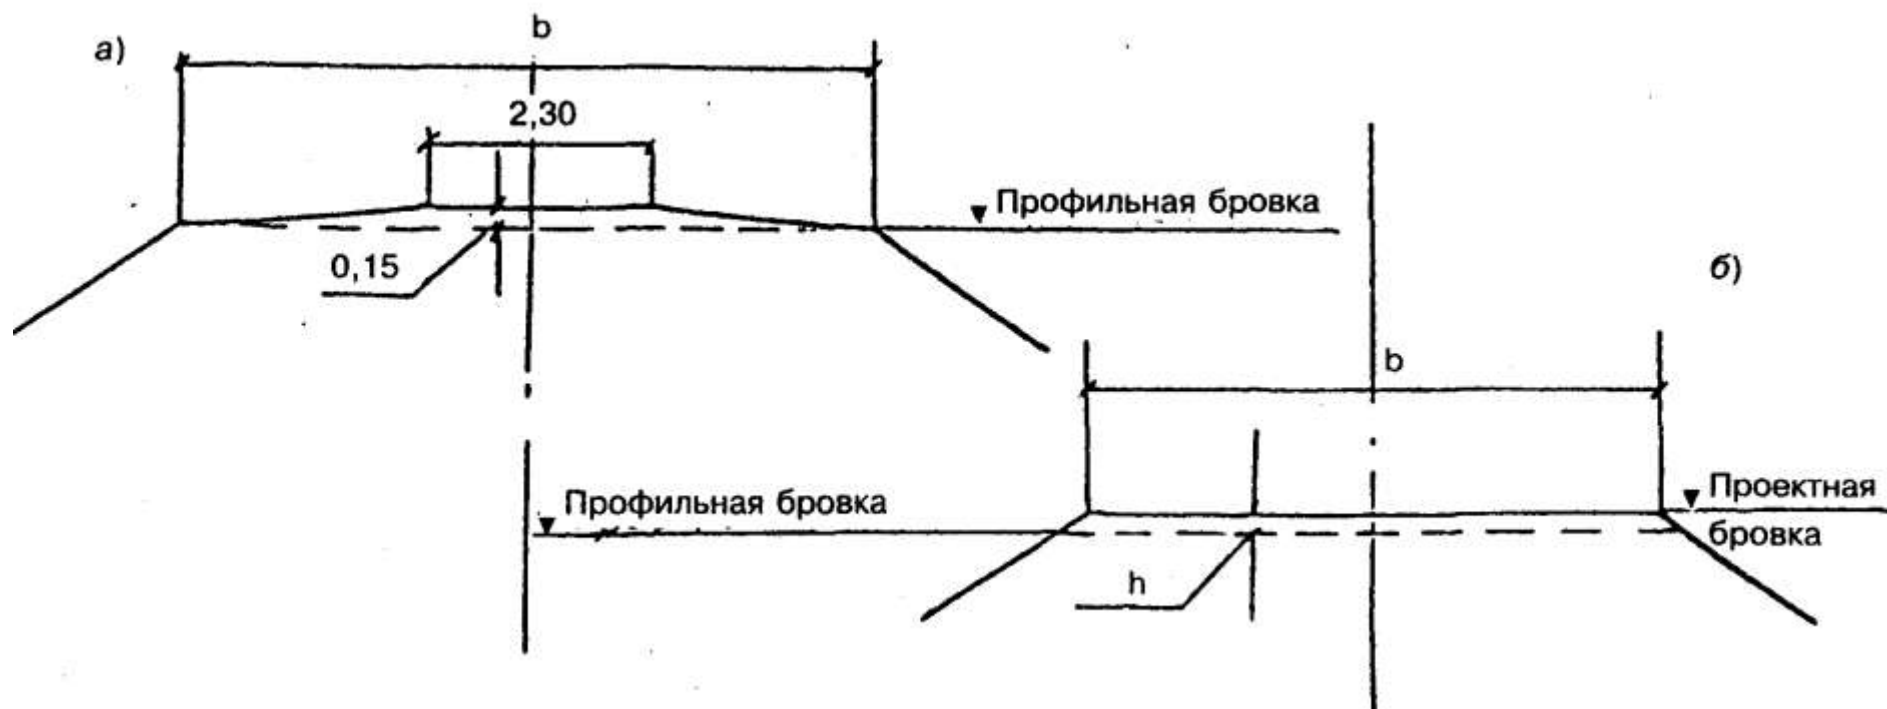 а)
b
2,30
Профильная бровка
0,15
б)
b
Профильная бровка
Проектная
бровка
h